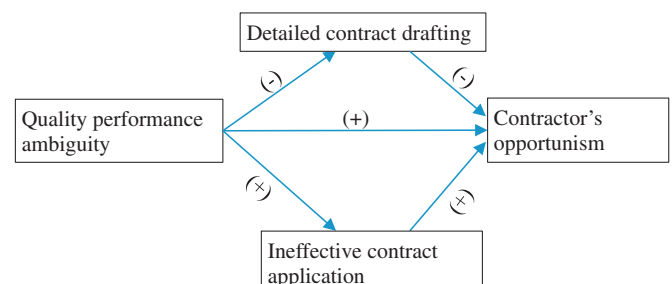 Detailed contract drafting
(-)
(-)
Quality performance
ambiguity
(+)
Contractor's
opportunism
(+)
(+)
Ineffective contract
application